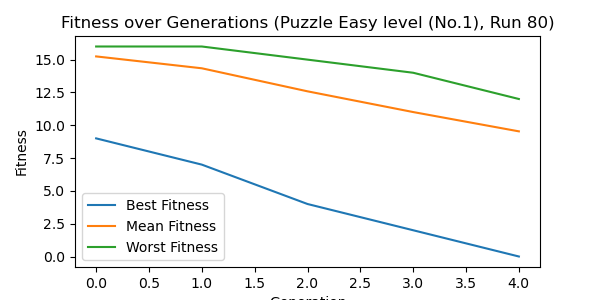 Fitness over Generations (Puzzle Easy level (No.1), Run 80)
Fitness
15.0
12.5
10.0
7.5
5.0
2.5
0.0
Best Fitness
Mean Fitness
Worst Fitness
0.0 0.5 1.0 1.5 2.0 2.5 3.0 3.5 4.0
Generation